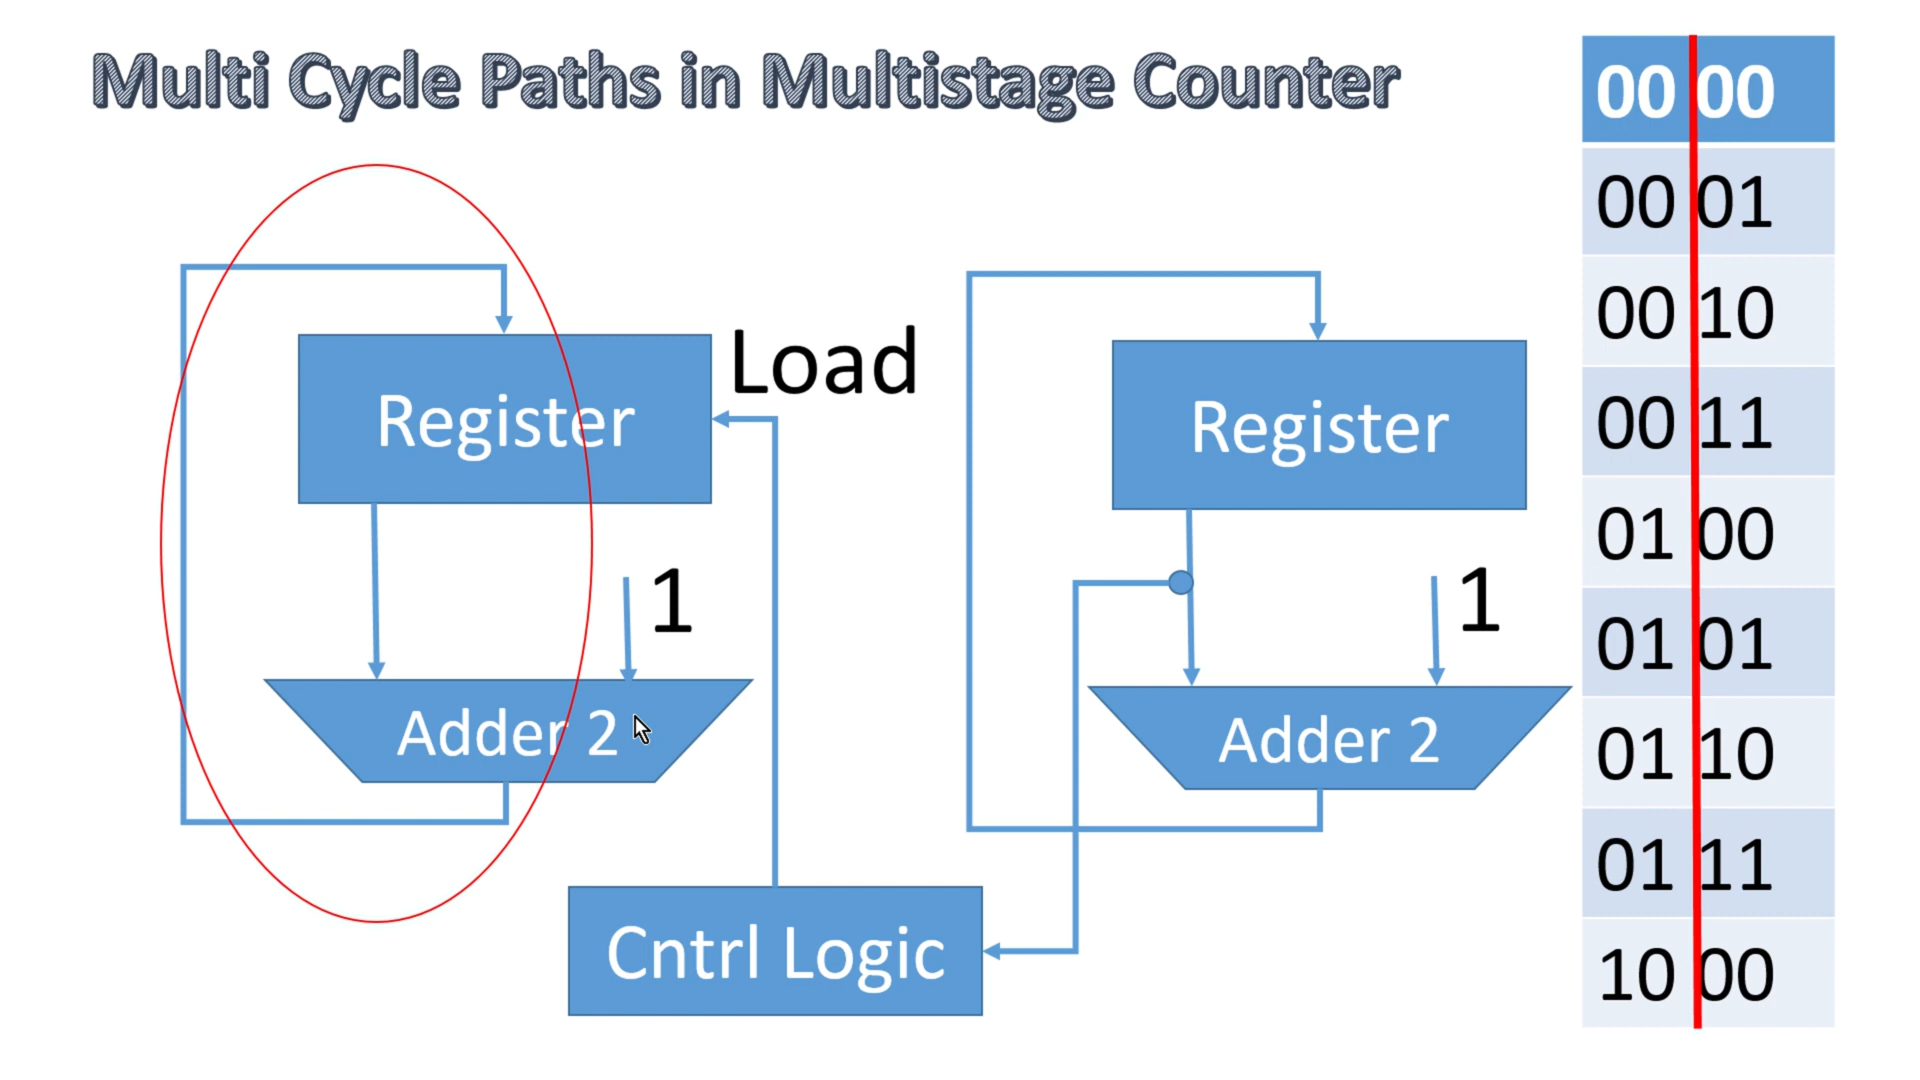 Multi Cycle Paths in Multistage Counter
Register
Load
1
Adder 2
Cntrl Logic
Register
1
Adder 2
00 00
00 01
00 10
00 11
01 00
01 01
01 10
01 11
10 00